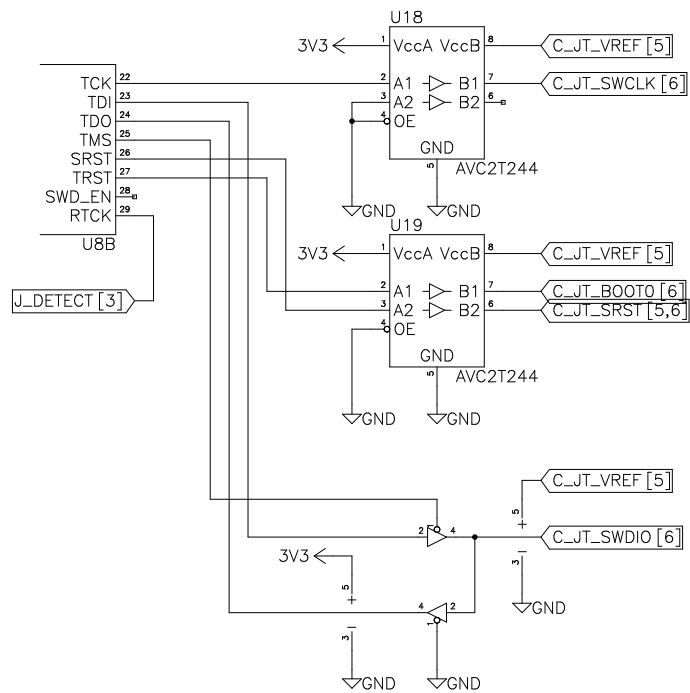 U18
3V3
1
VccA
VccB
8
C_JT_VREF [5]
TCK
22
2
A1
B1
7
C_JT_SWCLK [6]
TDI
23
3
A2
B2
6
TDO
24
4
OE
TMS
25
SRST
26
GND
5
AVC2T244
TRST
27
SWD_EN
28
RTCK
29
GND
GND
U8B
U19
3V3
1
VccA
VccB
8
C_JT_VREF [5]
J_DETECT [3]
2
A1
B1
7
C_JT_BOOT0 [6]
3
A2
B2
6
C_JT_SRST [5,6]
4
OE
GND
5
AVC2T244
GND
GND
C_JT_VREF [5]
5
+
2
4
C_JT_SWDIO [6]
3V3
–
3
5
+
4
2
GND
1
–
3
GND
GND